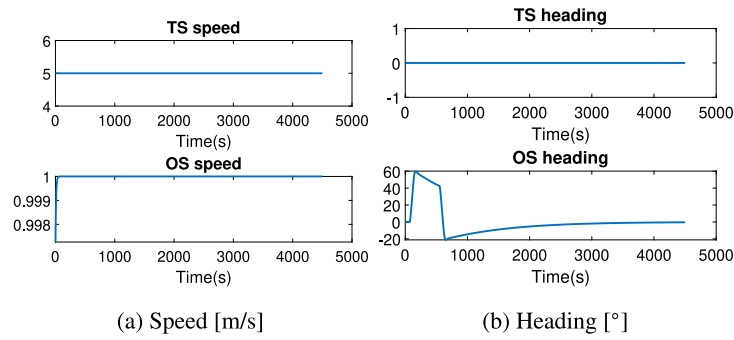 TS speed
6
5
4
0 1000 2000 3000 4000 5000
Time(s)
OS speed
1
0.999
0.998
0 1000 2000 3000 4000 5000
Time(s)
(a) Speed [m/s]
TS heading
1
0
-1
0 1000 2000 3000 4000 5000
Time(s)
OS heading
60
40
20
0
-20
0 1000 2000 3000 4000 5000
Time(s)
(b) Heading [°]